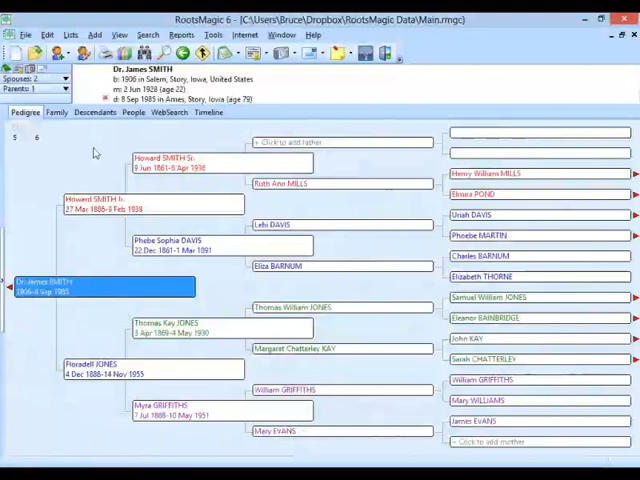 RootsMagic 6 - [C:\Users\Bruce\Dropbox\RootsMagic Data\Main.rmgc]
File Edit Lists Add View Search Reports Tools Internet Window Help
Spouses: 2
Parents: 1
Dr. James SMITH
b: 1906 in Salem, Story, Iowa, United States
m: 2 Jun 1928 (age 22)
d: 8 Sep 1985 in Ames, Story, Iowa (age 79)
Pedigree Family Descendants People WebSearch Timeline
5 6
+ Click to add father
Howard SMITH Sr.
9 Jun 1861-6 Apr 1936
Henry William MILLS
Ruth Ann MILLS
Elmira POND
Howard SMITH Jr.
27 Mar 1886-9 Feb 1938
Lehi DAVIS
Uriah DAVIS
Phebe Sophia DAVIS
22 Dec 1861-1 Mar 1891
Phoebe MARTIN
Charles BARNUM
Eliza BARNUM
Elizabeth THORNE
Dr. James SMITH
1906-8 Sep 1985
Samuel William JONES
Thomas William JONES
Eleanor BAINBRIDGE
Thomas Kay JONES
3 Apr 1869-4 May 1930
John KAY
Margaret Chatterley KAY
Sarah CHATTERLEY
Floradell JONES
4 Dec 1888-14 Nov 1955
William GRIFFITHS
William GRIFFITHS
Mary WILLIAMS
Myra GRIFFITHS
7 Jul 1868-10 May 1951
James EVANS
Mary EVANS
+ Click to add mother